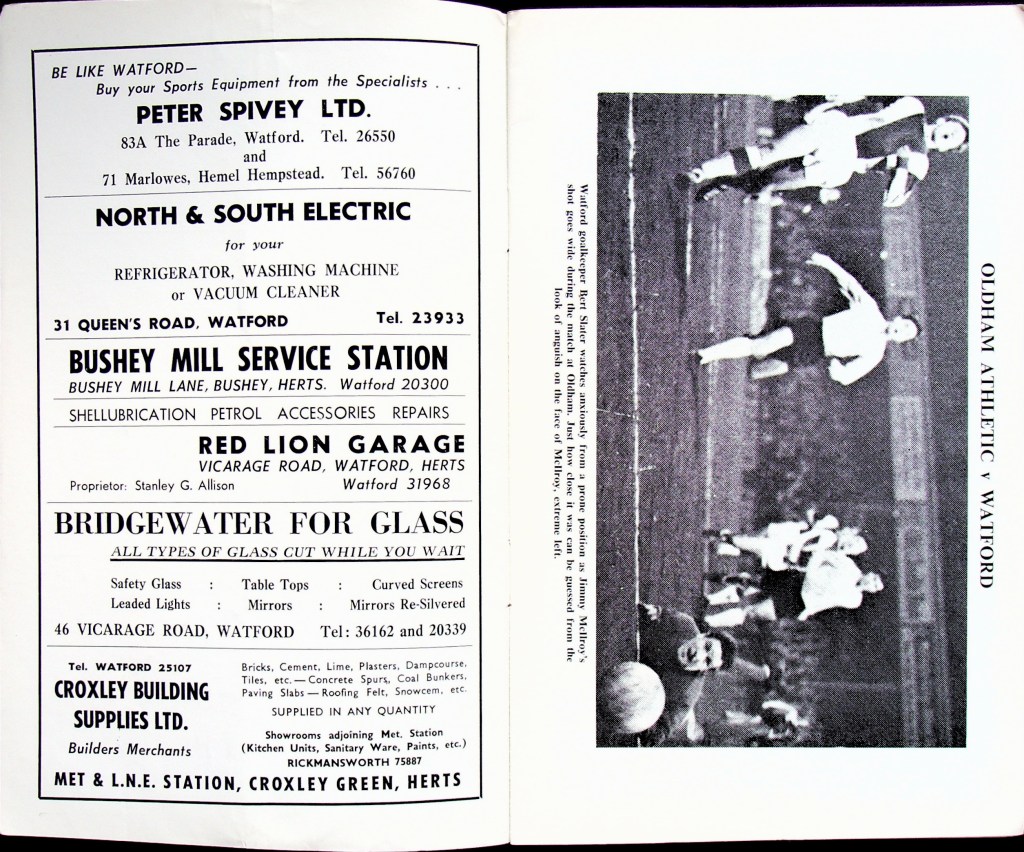 BE LIKE WATFORD—
Buy your Sports Equipment from the Specialists . . .
PETER SPIVEY LTD.
83A The Parade, Watford. Tel. 26550
and
71 Marlowes, Hemel Hempstead. Tel. 56760
NORTH & SOUTH ELECTRIC
for your
REFRIGERATOR, WASHING MACHINE
or VACUUM CLEANER
31 QUEEN'S ROAD, WATFORD Tel. 23933
BUSHEY MILL SERVICE STATION
BUSHEY MILL LANE, BUSHEY, HERTS. Watford 20300
SHELLUBRICATION PETROL ACCESSORIES REPAIRS
RED LION GARAGE
VICARAGE ROAD, WATFORD, HERTS
Proprietor: Stanley G. Allison Watford 31968
BRIDGEWATER FOR GLASS
ALL TYPES OF GLASS CUT WHILE YOU WAIT
Safety Glass : Table Tops : Curved Screens
Leaded Lights : Mirrors : Mirrors Re-Silvered
46 VICARAGE ROAD, WATFORD Tel: 36162 and 20339
Tel. WATFORD 25107
CROXLEY BUILDING
SUPPLIES LTD.
Builders Merchants
Bricks, Cement, Lime, Plasters, Dampcourse,
Tiles, etc.—Concrete Spurs, Coal Bunkers,
Paving Slabs—Roofing Felt, Snowcem, etc.
SUPPLIED IN ANY QUANTITY
Showrooms adjoining Met. Station
(Kitchen Units, Sanitary Ware, Paints, etc.)
RICKMANSWORTH 75887
MET & L.N.E. STATION, CROXLEY GREEN, HERTS
OLDHAM ATHLETIC v WATFORD
Watford goalkeeper Bert Slater watches anxiously from a prone position as Jimmy McIlroy's
shot goes wide during the match at Oldham. Just how close it was can be guessed from the
look of anguish on the face of McIlroy, extreme left.